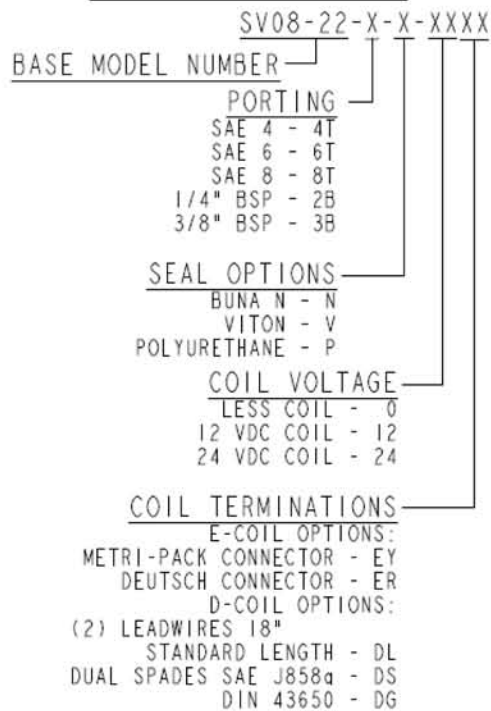 SV08-22-X-X-XXXX
BASE MODEL NUMBER
PORTING
SAE 4 - 4T
SAE 6 - 6T
SAE 8 - 8T
1/4" BSP - 2B
3/8" BSP - 3B
SEAL OPTIONS
BUNA N - N
VITON - V
POLYURETHANE - P
COIL VOLTAGE
LESS COIL - 0
12 VDC COIL - 12
24 VDC COIL - 24
COIL TERMINATIONS
E-COIL OPTIONS:
METRI-PACK CONNECTOR - EY
DEUTSCH CONNECTOR - ER
D-COIL OPTIONS:
(2) LEADWIRES 18"
STANDARD LENGTH - DL
DUAL SPADES SAE J858a - DS
DIN 43650 - DG